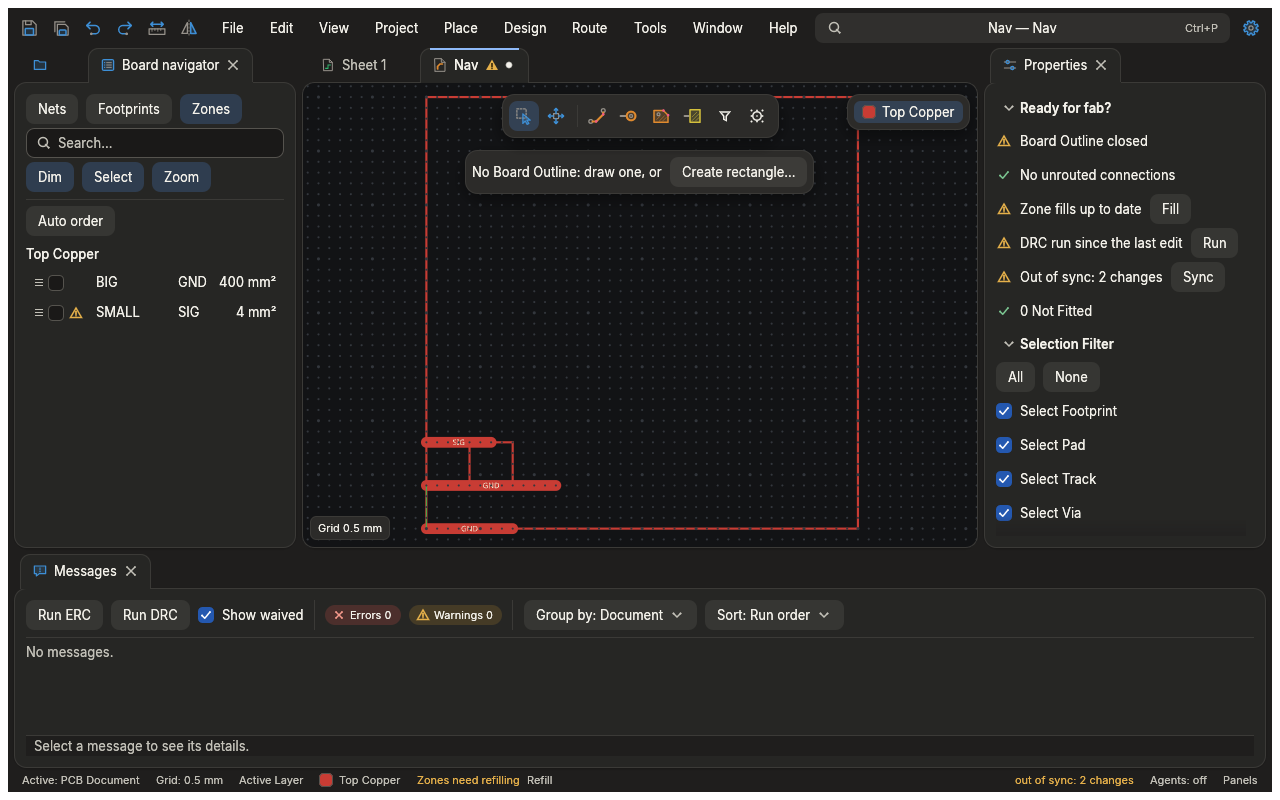 File Edit View Project Place Design Route Tools Window Help Nav — Nav Ctrl+P
Board navigator
Sheet 1 Nav
Properties
Nets Footprints Zones
Search...
Dim Select Zoom
Auto order
Top Copper
BIG GND 400 mm²
SMALL SIG 4 mm²
Top Copper
No Board Outline: draw one, or Create rectangle...
SIG
GND
GND
Grid 0.5 mm
Ready for fab?
Board Outline closed
No unrouted connections
Zone fills up to date Fill
DRC run since the last edit Run
Out of sync: 2 changes Sync
0 Not Fitted
Selection Filter
All None
Select Footprint
Select Pad
Select Track
Select Via
Messages
Run ERC Run DRC Show waived Errors 0 Warnings 0 Group by: Document Sort: Run order
No messages.
Select a message to see its details.
Active: PCB Document Grid: 0.5 mm Active Layer Top Copper Zones need refilling Refill out of sync: 2 changes Agents: off Panels